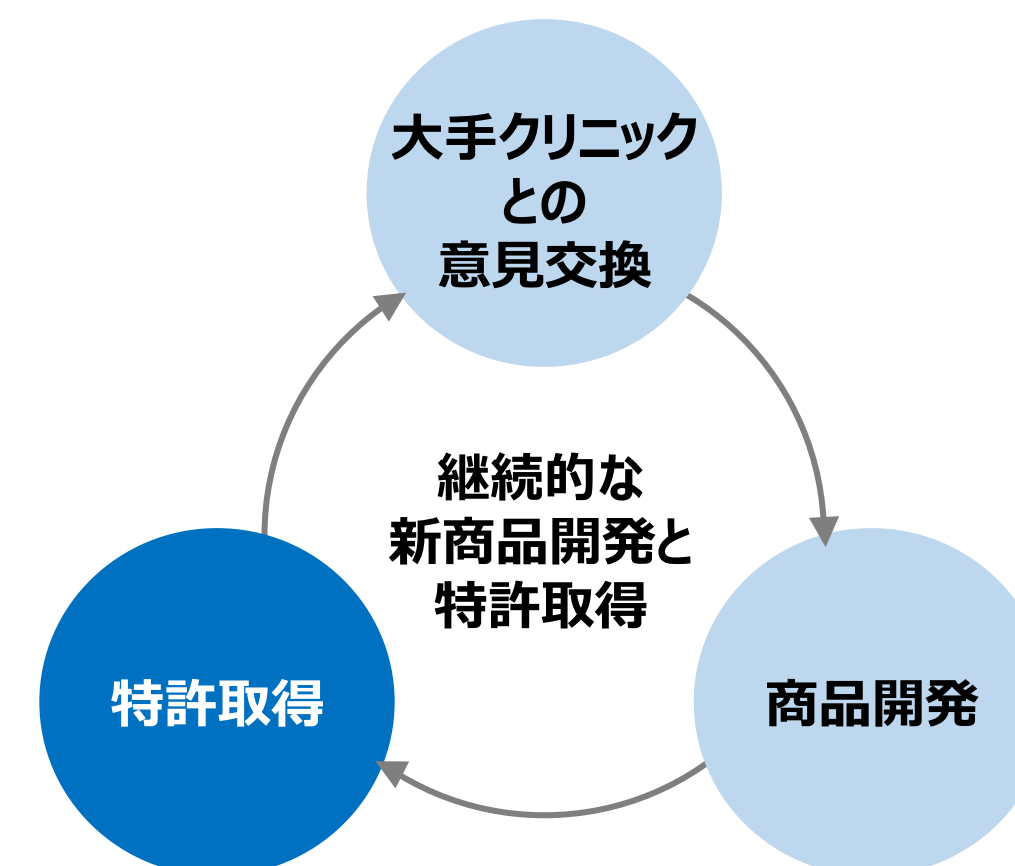 大手クリニック
との
意見交換
継続的な
新商品開発と
特許取得
特許取得
商品開発